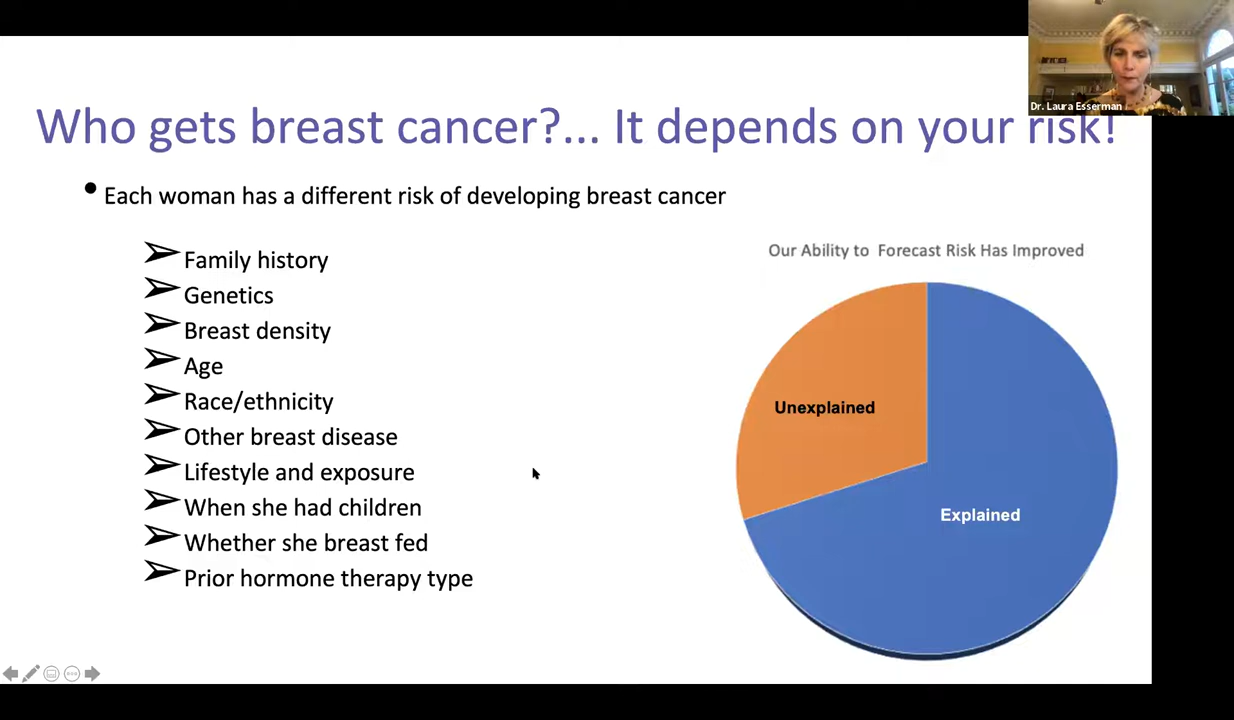 Dr. Laura Esserman
Who gets breast cancer?... It depends on your risk!
Each woman has a different risk of developing breast cancer
Family history
Genetics
Breast density
Age
Race/ethnicity
Other breast disease
Lifestyle and exposure
When she had children
Whether she breast fed
Prior hormone therapy type
Our Ability to Forecast Risk Has Improved
Unexplained
Explained